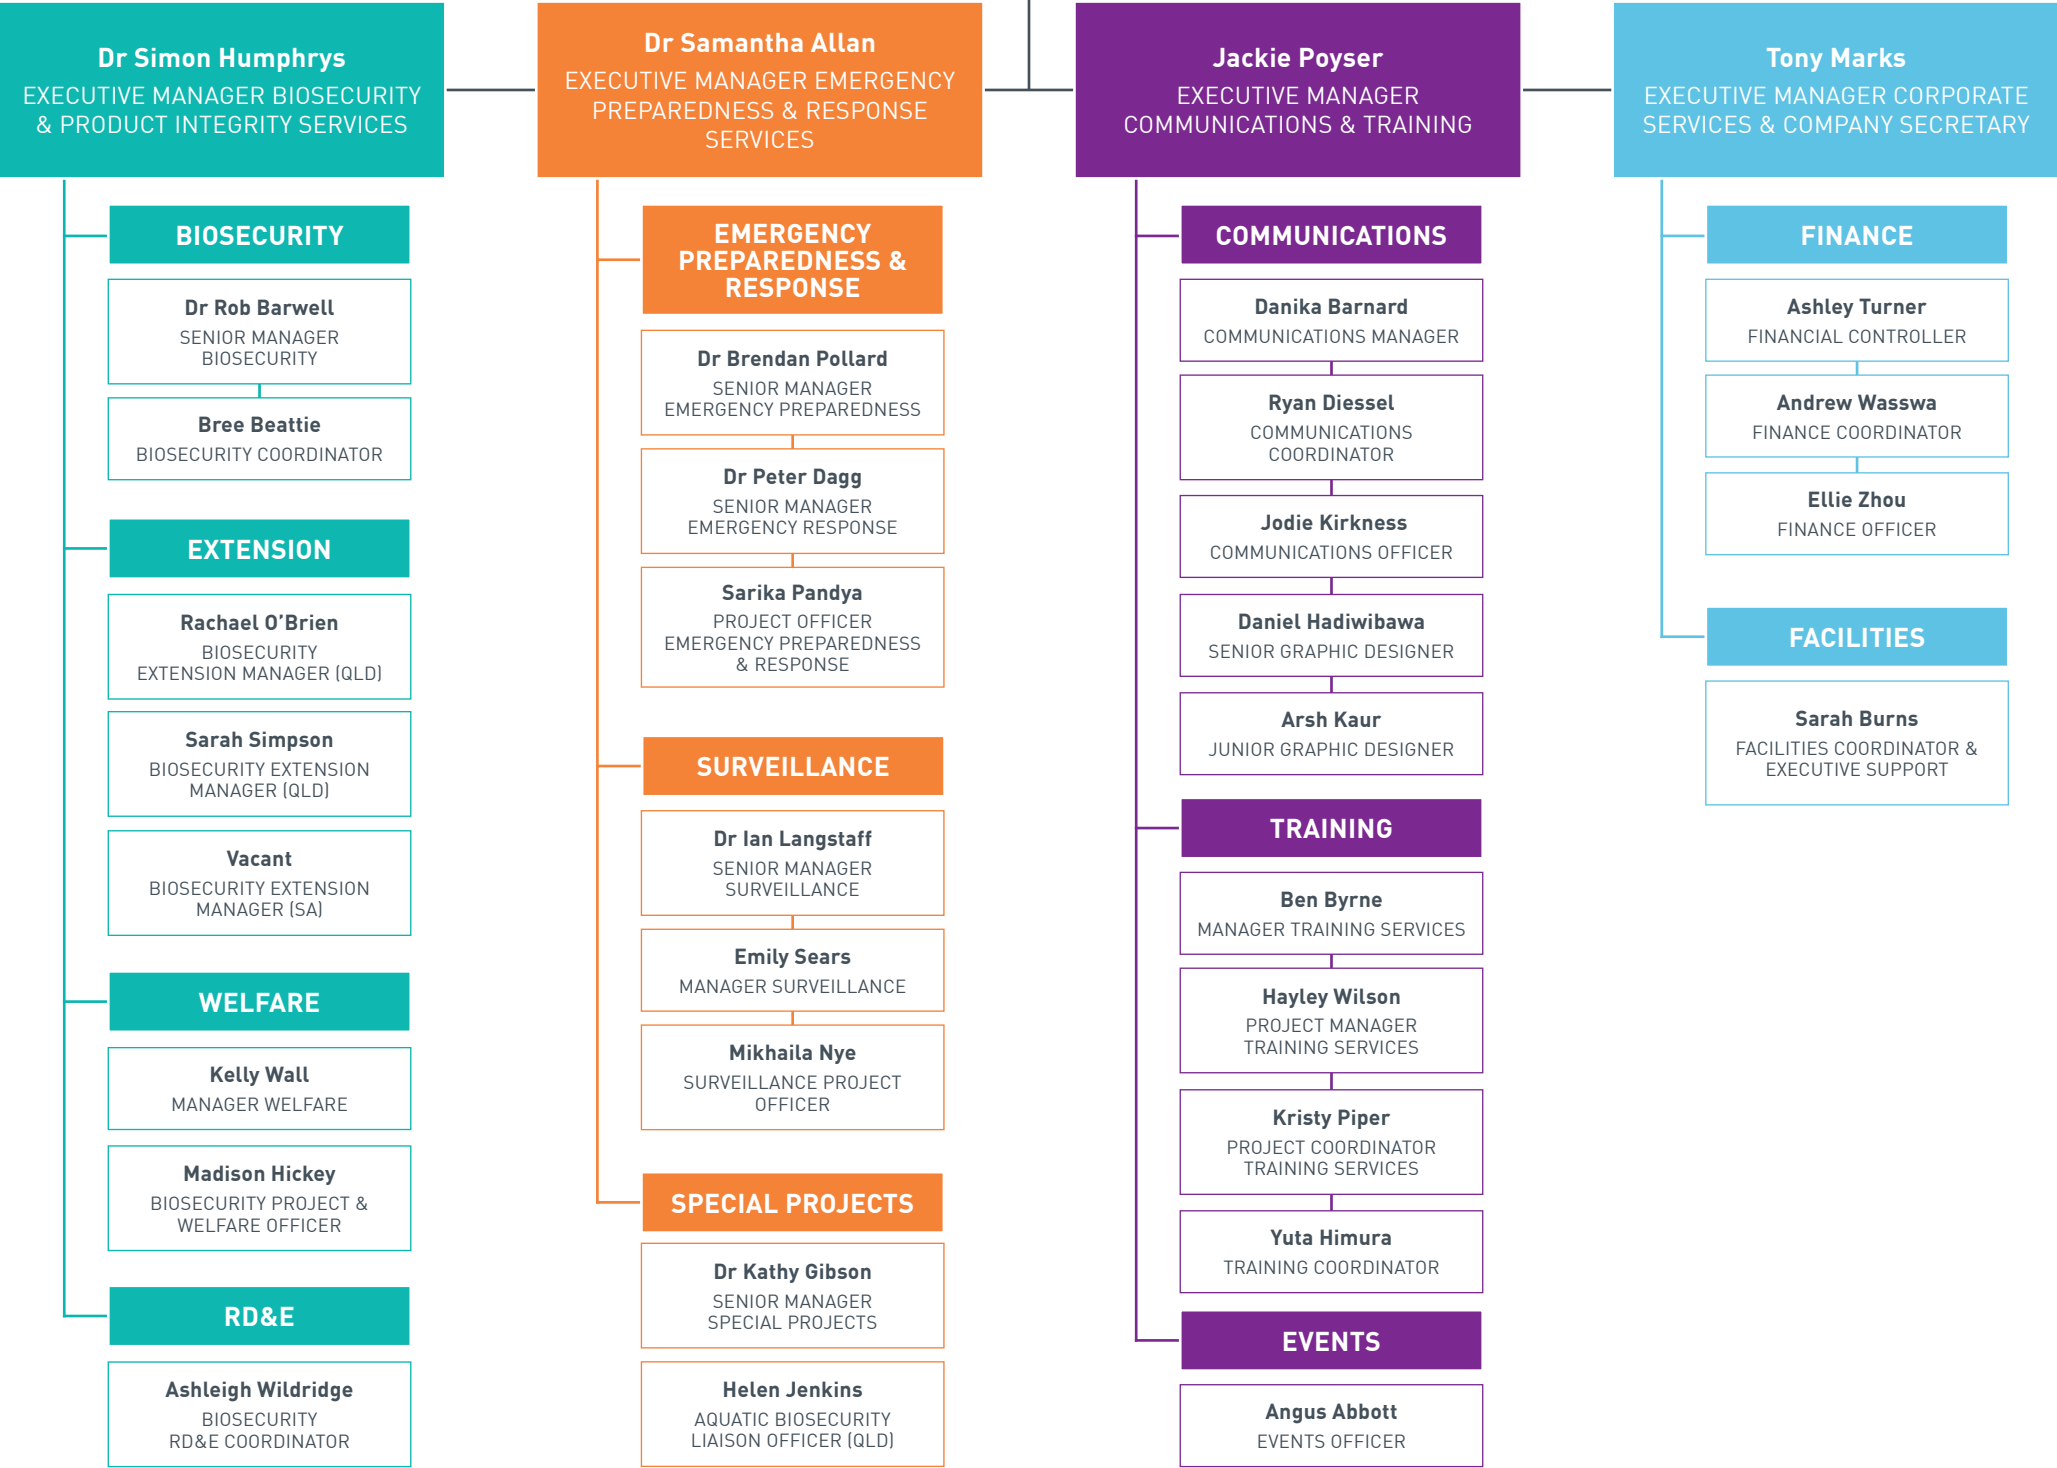 Dr Simon Humphrys
EXECUTIVE MANAGER BIOSECURITY
& PRODUCT INTEGRITY SERVICES
BIOSECURITY
Dr Rob Barwell
SENIOR MANAGER
BIOSECURITY
Bree Beattie
BIOSECURITY COORDINATOR
EXTENSION
Rachael O’Brien
BIOSECURITY
EXTENSION MANAGER (QLD)
Sarah Simpson
BIOSECURITY EXTENSION
MANAGER (QLD)
Vacant
BIOSECURITY EXTENSION
MANAGER (SA)
WELFARE
Kelly Wall
MANAGER WELFARE
Madison Hickey
BIOSECURITY PROJECT &
WELFARE OFFICER
RD&E
Ashleigh Wildridge
BIOSECURITY
RD&E COORDINATOR
Dr Samantha Allan
EXECUTIVE MANAGER EMERGENCY
PREPAREDNESS & RESPONSE
SERVICES
EMERGENCY
PREPAREDNESS &
RESPONSE
Dr Brendan Pollard
SENIOR MANAGER
EMERGENCY PREPAREDNESS
Dr Peter Dagg
SENIOR MANAGER
EMERGENCY RESPONSE
Sarika Pandya
PROJECT OFFICER
EMERGENCY PREPAREDNESS
& RESPONSE
SURVEILLANCE
Dr Ian Langstaff
SENIOR MANAGER
SURVEILLANCE
Emily Sears
MANAGER SURVEILLANCE
Mikhaila Nye
SURVEILLANCE PROJECT
OFFICER
SPECIAL PROJECTS
Dr Kathy Gibson
SENIOR MANAGER
SPECIAL PROJECTS
Helen Jenkins
AQUATIC BIOSECURITY
LIAISON OFFICER (QLD)
Jackie Poyser
EXECUTIVE MANAGER
COMMUNICATIONS & TRAINING
COMMUNICATIONS
Danika Barnard
COMMUNICATIONS MANAGER
Ryan Diessel
COMMUNICATIONS
COORDINATOR
Jodie Kirkness
COMMUNICATIONS OFFICER
Daniel Hadiwibawa
SENIOR GRAPHIC DESIGNER
Arsh Kaur
JUNIOR GRAPHIC DESIGNER
TRAINING
Ben Byrne
MANAGER TRAINING SERVICES
Hayley Wilson
PROJECT MANAGER
TRAINING SERVICES
Kristy Piper
PROJECT COORDINATOR
TRAINING SERVICES
Yuta Himura
TRAINING COORDINATOR
EVENTS
Angus Abbott
EVENTS OFFICER
Tony Marks
EXECUTIVE MANAGER CORPORATE
SERVICES & COMPANY SECRETARY
FINANCE
Ashley Turner
FINANCIAL CONTROLLER
Andrew Wasswa
FINANCE COORDINATOR
Ellie Zhou
FINANCE OFFICER
FACILITIES
Sarah Burns
FACILITIES COORDINATOR &
EXECUTIVE SUPPORT